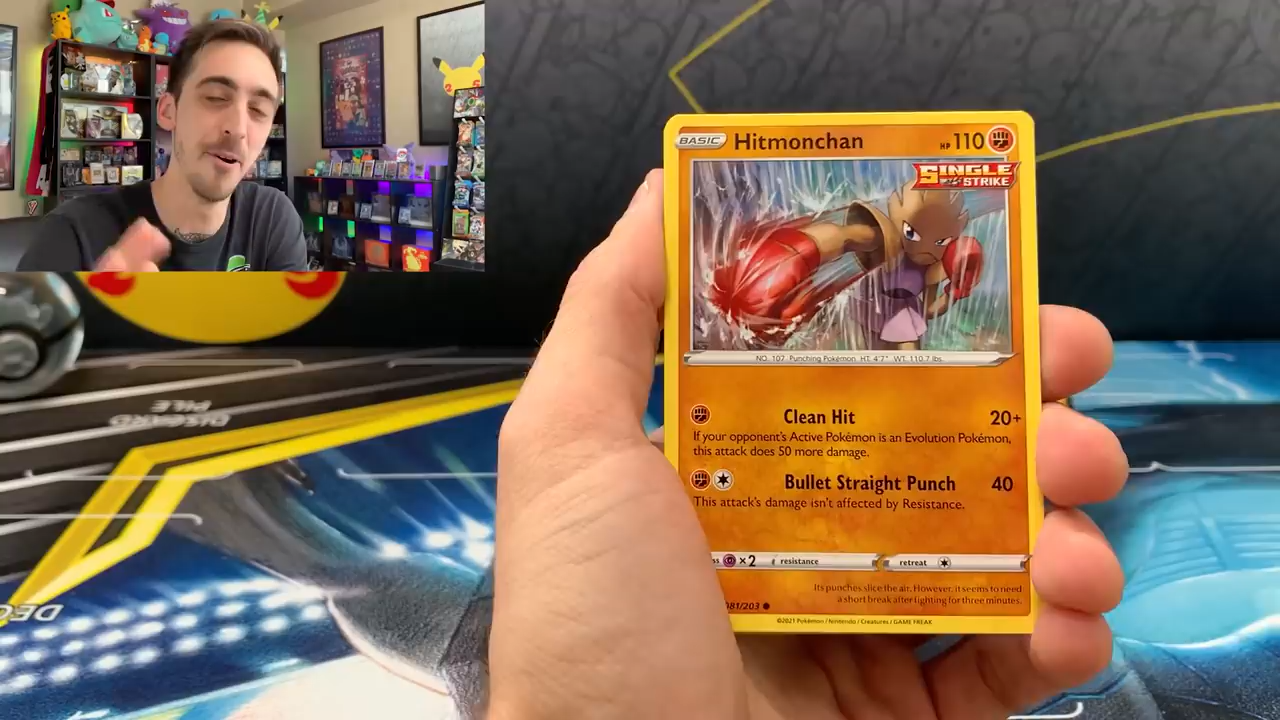 BASIC Hitmonchan HP 110
SINGLE
STRIKE
NO. 107 Punching Pokémon HT: 4'7" WT: 110.7 lbs.
Clean Hit 20+
If your opponent's Active Pokémon is an Evolution Pokémon,
this attack does 50 more damage.
Bullet Straight Punch 40
This attack's damage isn't affected by Resistance.
×2 resistance retreat
Its punches slice the air. However, it seems to need
a short break after fighting for three minutes.
081/203
©2021 Pokémon / Nintendo / Creatures / GAME FREAK
DISCARD
PILE